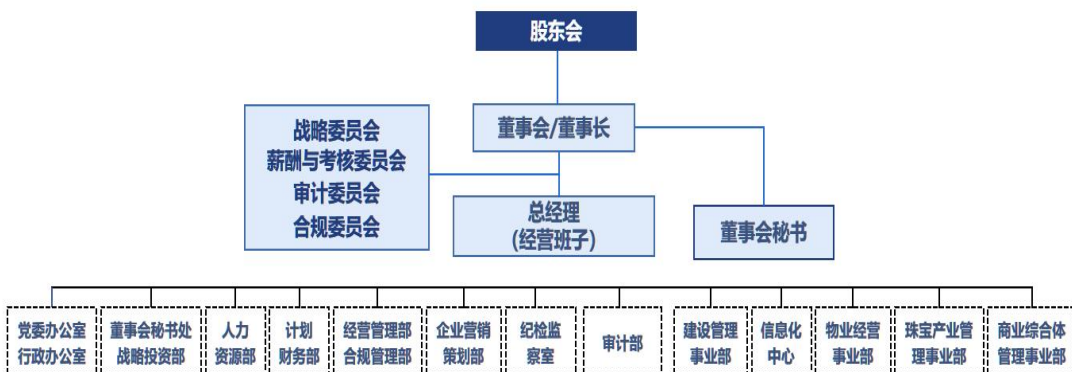 股东会
董事会/董事长
战略委员会
薪酬与考核委员会
审计委员会
合规委员会
总经理
(经营班子)
董事会秘书
党委办公室
行政办公室
董事会秘书处
战略投资部
人力
资源部
计划
财务部
经营管理部
合规管理部
企业营销
策划部
纪检监
察室
审计部
建设管理
事业部
信息化
中心
物业经营
事业部
珠宝产业管
理事业部
商业综合体
管理事业部